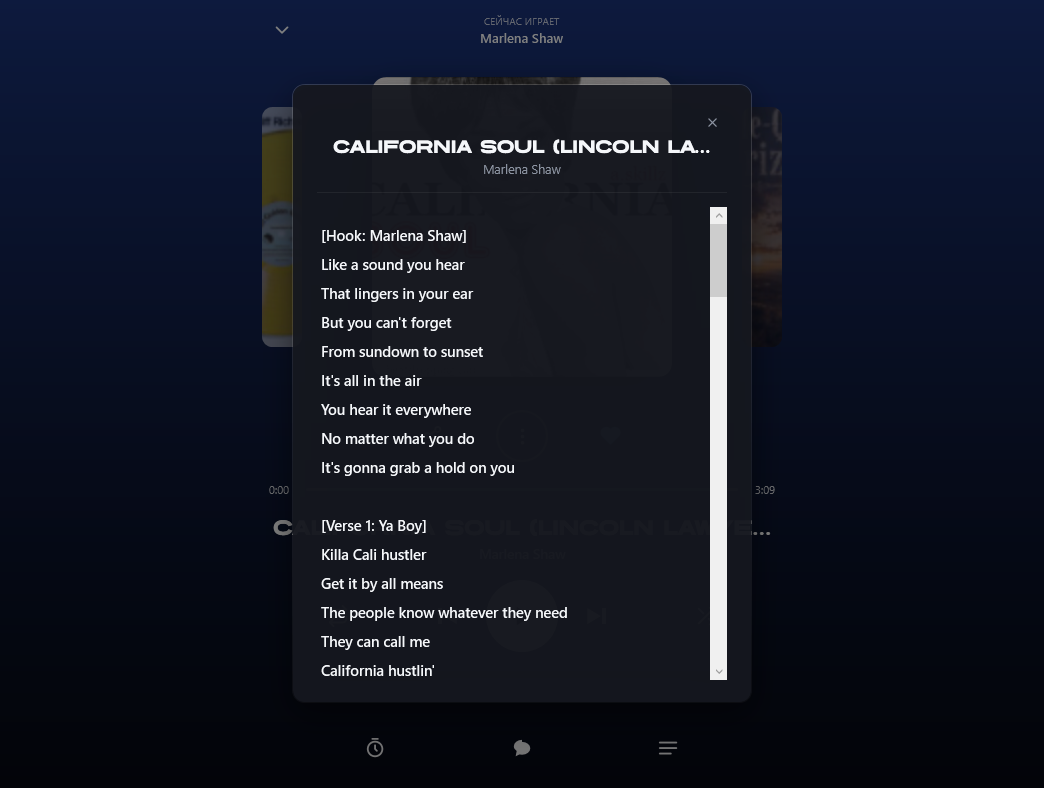 СЕЙЧАС ИГРАЕТ
Marlena Shaw
CALIFORNIA SOUL (LINCOLN LA...
Marlena Shaw
[Hook: Marlena Shaw]
Like a sound you hear
That lingers in your ear
But you can't forget
From sundown to sunset
It's all in the air
You hear it everywhere
No matter what you do
It's gonna grab a hold on you
0:00
3:09
[Verse 1: Ya Boy]
Killa Cali hustler
Get it by all means
The people know whatever they need
They can call me
California hustlin'